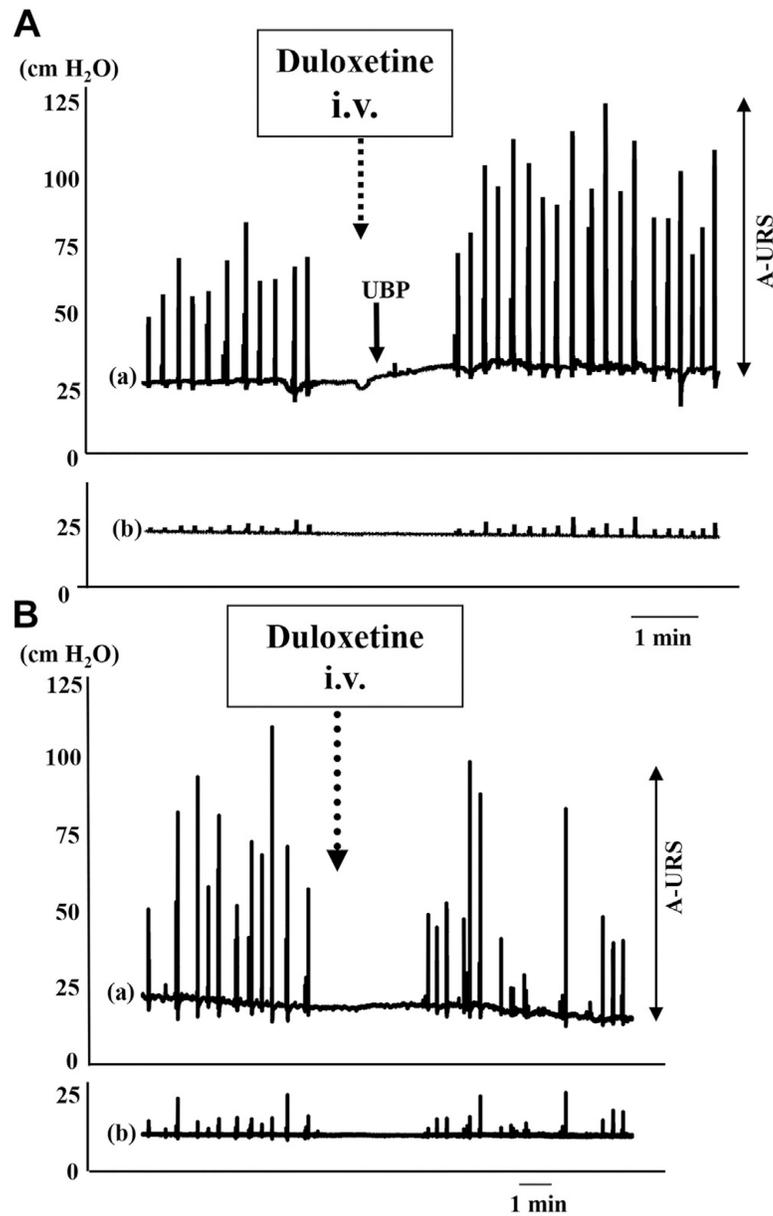 A
(cm H₂O)
Duloxetine
i.v.
125
100
75
50
25
0
UBP
A-URS
(a)
25
0
(b)
1 min
B
(cm H₂O)
Duloxetine
i.v.
125
100
75
50
25
0
A-URS
(a)
25
0
(b)
1 min